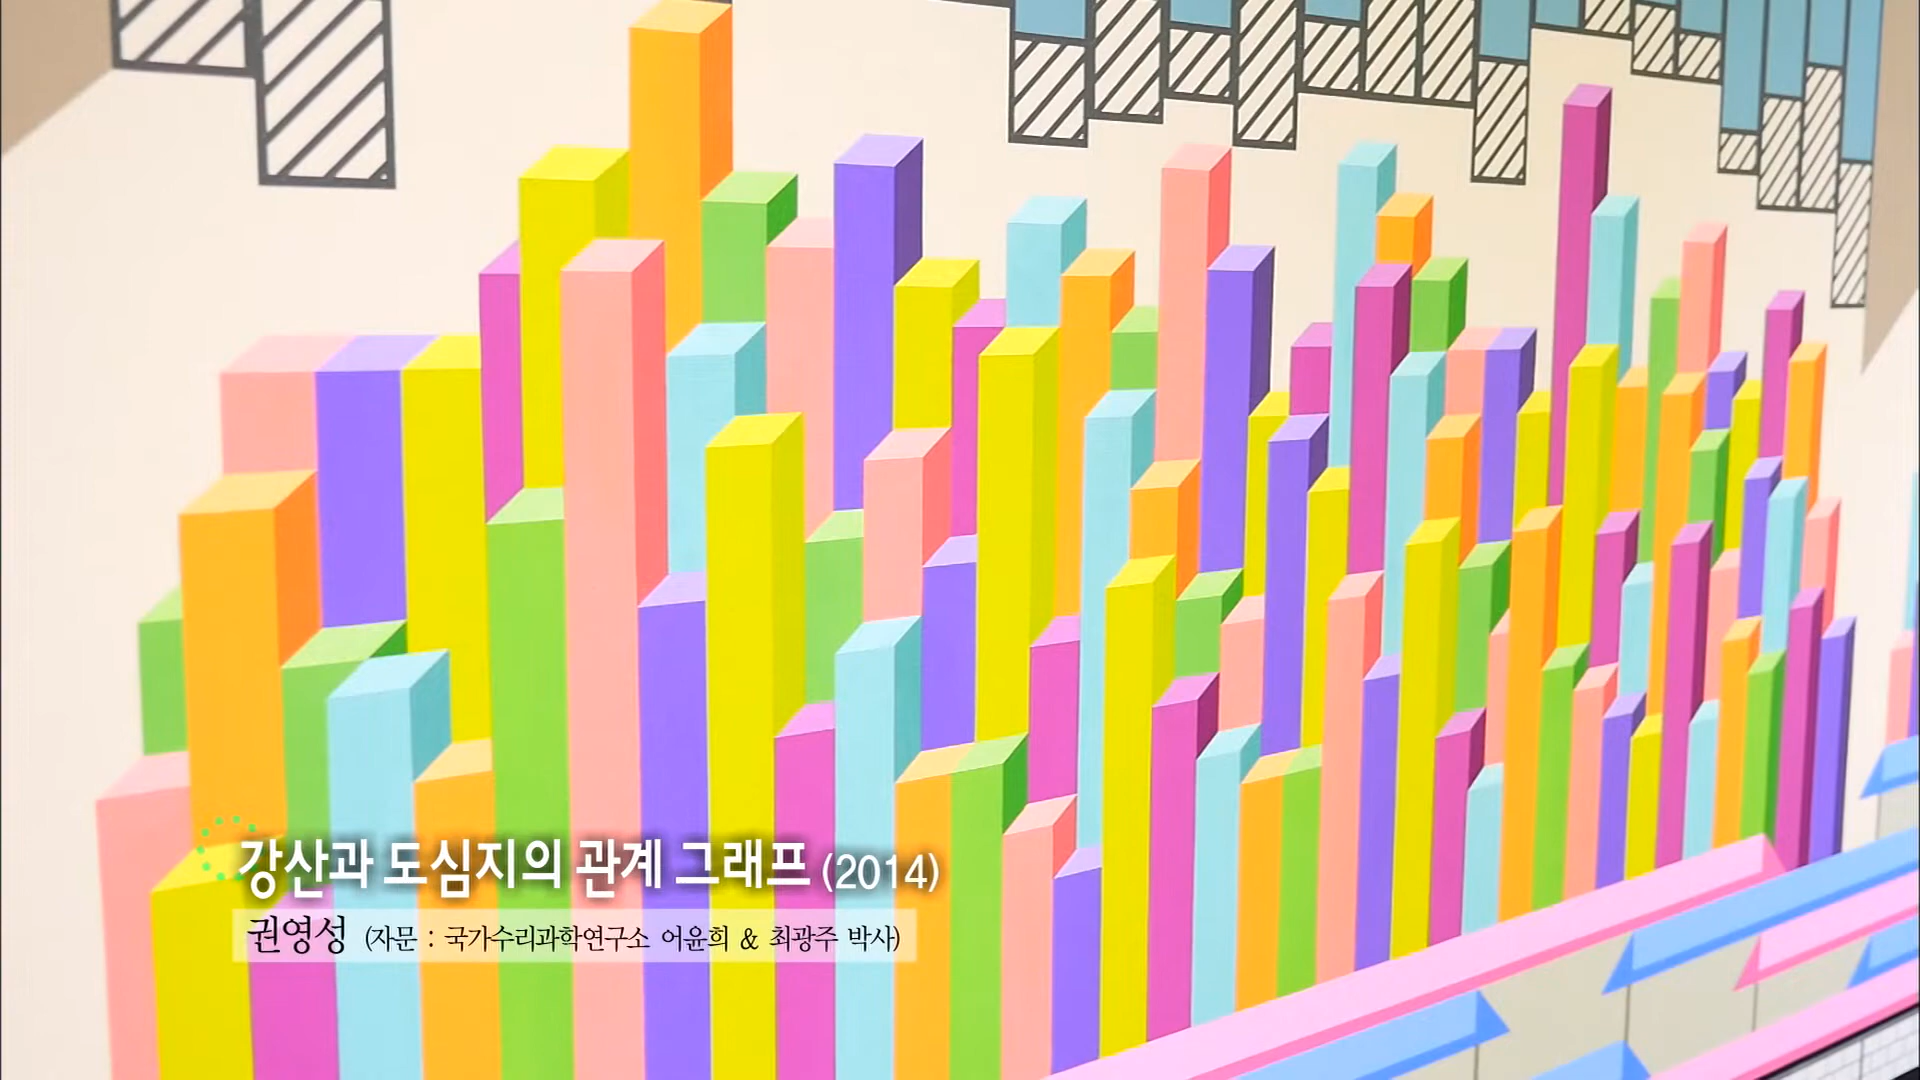 강산과 도심지의 관계 그래프 (2014)
권영성 (자문 : 국가수리과학연구소 어윤희 & 최광주 박사)